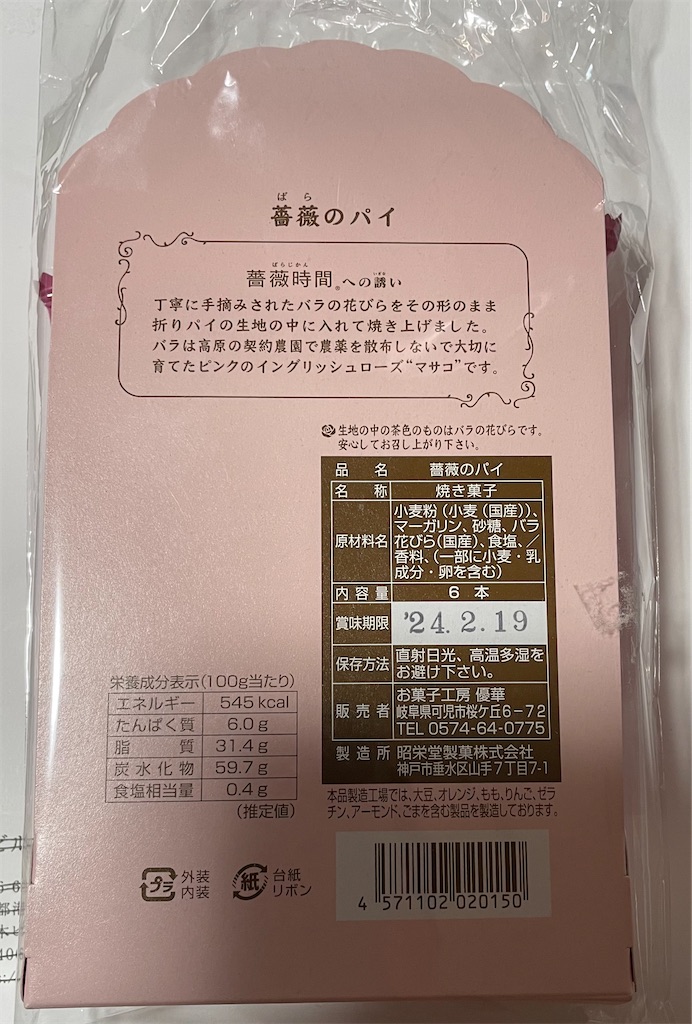 ばら
薔薇のパイ
ばらじかん いざな
薔薇時間®への誘い
丁寧に手摘みされたバラの花びらをその形のまま
折りパイの生地の中に入れて焼き上げました。
バラは高原の契約農園で農薬を散布しないで大切に
育てたピンクのイングリッシュローズ“マサコ”です。
生地の中の茶色のものはバラの花びらです。
安心してお召し上がり下さい。
品名 薔薇のパイ
名称 焼き菓子
原材料名 小麦粉(小麦(国産))、
マーガリン、砂糖、バラ
花びら(国産)、食塩、/
香料、(一部に小麦・乳
成分・卵を含む)
内容量 6本
賞味期限 '24.2.19
保存方法 直射日光、高温多湿を
お避け下さい。
販売者 お菓子工房 優華
岐阜県可児市桜ケ丘6-72
TEL 0574-64-0775
製造所 昭栄堂製菓株式会社
神戸市垂水区山手7丁目7-1
本品製造工場では、大豆、オレンジ、もも、りんご、ゼラ
チン、アーモンド、ごまを含む製品を製造しております。
栄養成分表示(100g当たり)
エネルギー 545kcal
たんぱく質 6.0g
脂質 31.4g
炭水化物 59.7g
食塩相当量 0.4g
(推定値)
プラ 外装
内装
紙 台紙
リボン
4 571102 020150